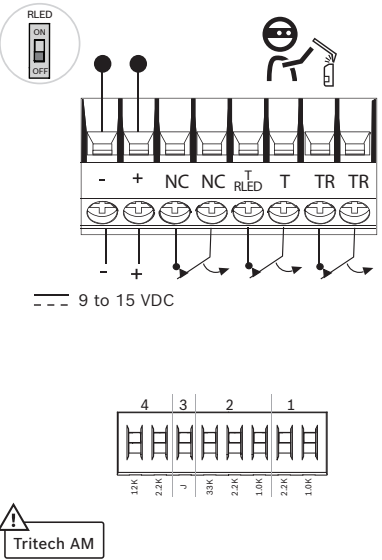 RLED
ON
OFF
- + NC NC T RLED T TR TR
- +
9 to 15 VDC
4 3 2 1
12K 2.2K J 33K 2.2K 1.0K 2.2K 1.0K
Tritech AM